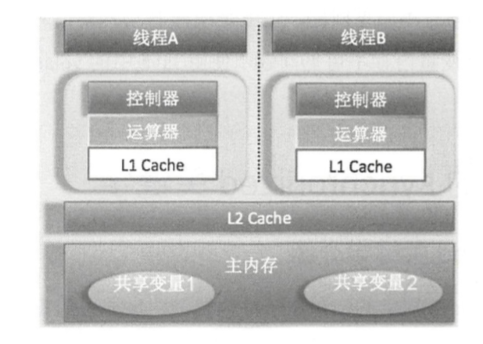 线程A
线程B
控制器
控制器
运算器
运算器
L1 Cache
L1 Cache
L2 Cache
主内存
共享变量1
共享变量2